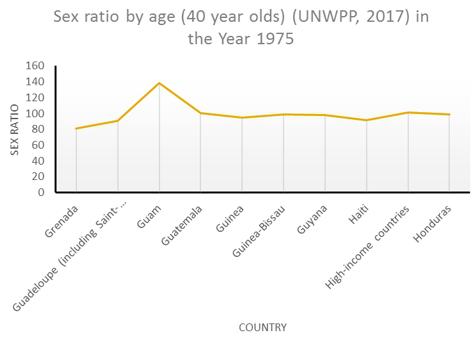 Sex ratio by age (40 year olds) (UNWPP, 2017) in
the Year 1975
160
140
120
100
80
60
40
20
0
SEX RATIO
Grenada
Guadeloupe (including Saint-...
Guam
Guatemala
Guinea
Guinea-Bissau
Guyana
Haiti
High-income countries
Honduras
COUNTRY